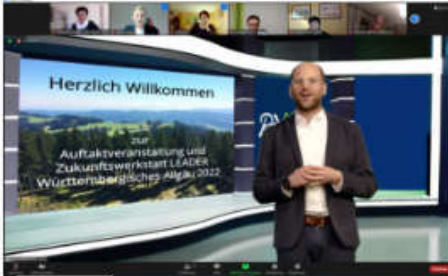 Herzlich Willkommen
zur
Auftaktveranstaltung und
Zukunftswerkstatt LEADER
Württembergisches Allgäu 2022